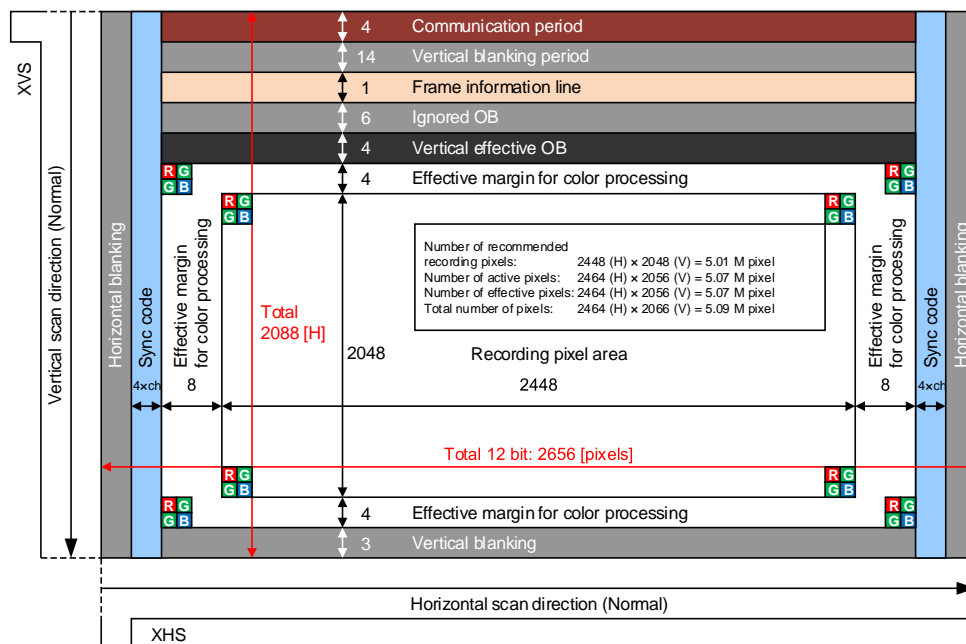 XVS
Vertical scan direction (Normal)
Horizontal blanking
Sync code
4×ch
4 Communication period
14 Vertical blanking period
1 Frame information line
6 Ignored OB
4 Vertical effective OB
R G
G B
4 Effective margin for color processing
R G
G B
R G
G B
R G
G B
Effective margin
for color processing
8
Total
2088 [H]
Number of recommended
recording pixels: 2448 (H) × 2048 (V) = 5.01 M pixel
Number of active pixels: 2464 (H) × 2056 (V) = 5.07 M pixel
Number of effective pixels: 2464 (H) × 2056 (V) = 5.07 M pixel
Total number of pixels: 2464 (H) × 2066 (V) = 5.09 M pixel
2048
Recording pixel area
2448
Effective margin
for color processing
8
Sync code
4×ch
Horizontal blanking
Total 12 bit: 2656 [pixels]
R G
G B
R G
G B
R G
G B
4 Effective margin for color processing
R G
G B
3 Vertical blanking
Horizontal scan direction (Normal)
XHS